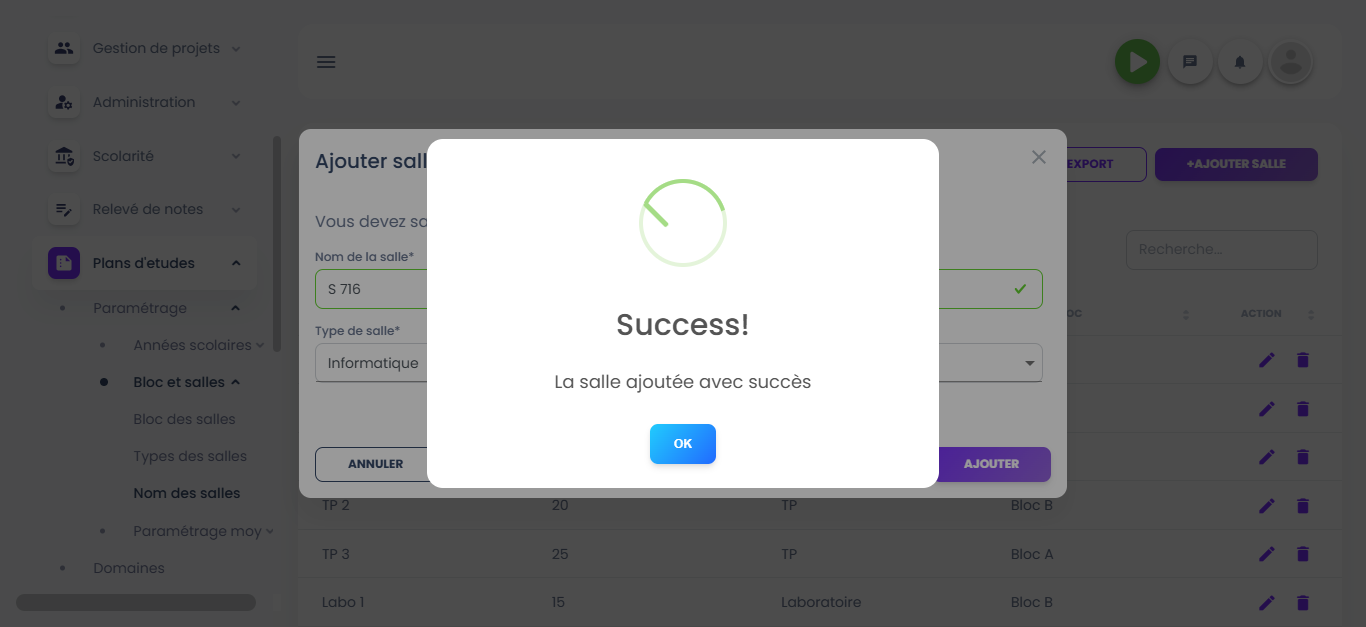 Gestion de projets
Administration
Scolarité
Relevé de notes
Plans d'etudes
Paramétrage
Années scolaires
Bloc et salles
Bloc des salles
Types des salles
Nom des salles
Paramétrage moy
Domaines
EXPORT
+AJOUTER SALLE
Recherche...
ACTION
Ajouter
Vous devez
Nom de la salle*
S 716
Type de salle*
Informatique
ANNULER
AJOUTER
Success!
La salle ajoutée avec succès
OK
TP 2 20 TP Bloc B
TP 3 25 TP Bloc A
Labo 1 15 Laboratoire Bloc B